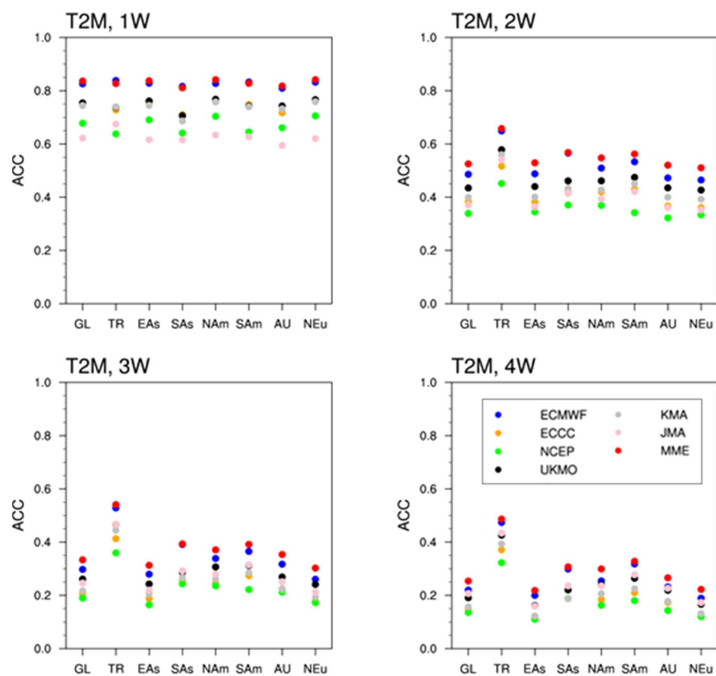 T2M, 1W
1.0
0.8
0.6
0.4
0.2
0.0
ACC
GL TR EAs SAs NAm SAm AU NEu
T2M, 2W
1.0
0.8
0.6
0.4
0.2
0.0
ACC
GL TR EAs SAs NAm SAm AU NEu
T2M, 3W
1.0
0.8
0.6
0.4
0.2
0.0
ACC
GL TR EAs SAs NAm SAm AU NEu
T2M, 4W
1.0
0.8
0.6
0.4
0.2
0.0
ACC
ECMWF
ECCC
NCEP
UKMO
KMA
JMA
MME
GL TR EAs SAs NAm SAm AU NEu